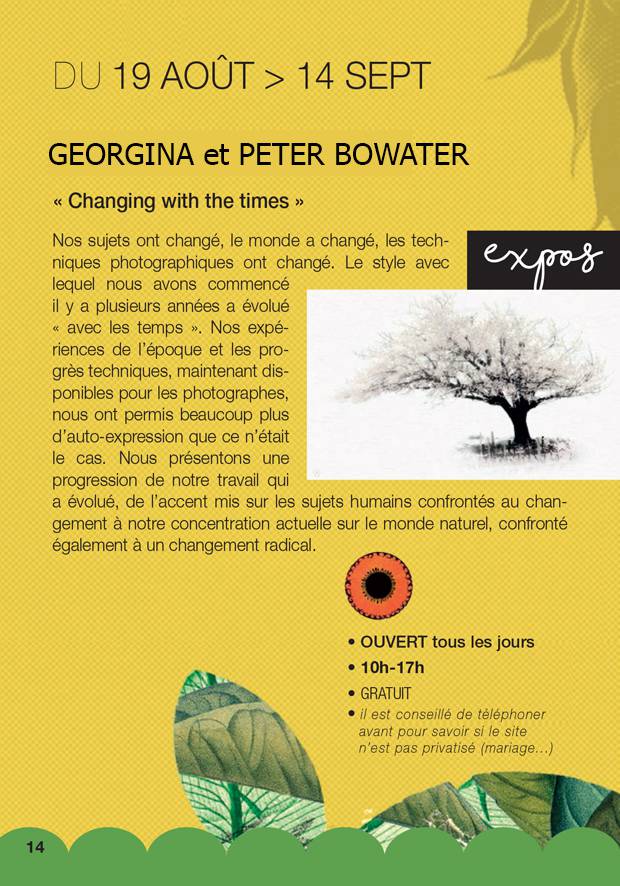 DU 19 AOÛT > 14 SEPT
GEORGINA et PETER BOWATER
« Changing with the times »
expos
Nos sujets ont changé, le monde a changé, les tech-
niques photographiques ont changé. Le style avec
lequel nous avons commencé
il y a plusieurs années a évolué
« avec les temps ». Nos expé-
riences de l'époque et les pro-
grès techniques, maintenant dis-
ponibles pour les photographes,
nous ont permis beaucoup plus
d'auto-expression que ce n'était
le cas. Nous présentons une
progression de notre travail qui
a évolué, de l'accent mis sur les sujets humains confrontés au chan-
gement à notre concentration actuelle sur le monde naturel, confronté
également à un changement radical.
• OUVERT tous les jours
• 10h-17h
• GRATUIT
• il est conseillé de téléphoner
avant pour savoir si le site
n'est pas privatisé (mariage...)
14